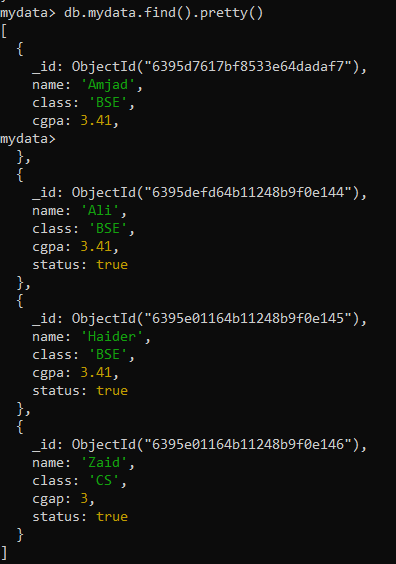 mydata> db.mydata.find().pretty()
[
  {
    _id: ObjectId("6395d7617bf8533e64dadaf7"),
    name: 'Amjad',
    class: 'BSE',
    cgpa: 3.41,
mydata>
  },
  {
    _id: ObjectId("6395defd64b11248b9f0e144"),
    name: 'Ali',
    class: 'BSE',
    cgpa: 3.41,
    status: true
  },
  {
    _id: ObjectId("6395e01164b11248b9f0e145"),
    name: 'Haider',
    class: 'BSE',
    cgpa: 3.41,
    status: true
  },
  {
    _id: ObjectId("6395e01164b11248b9f0e146"),
    name: 'Zaid',
    class: 'CS',
    cgap: 3,
    status: true
  }
]